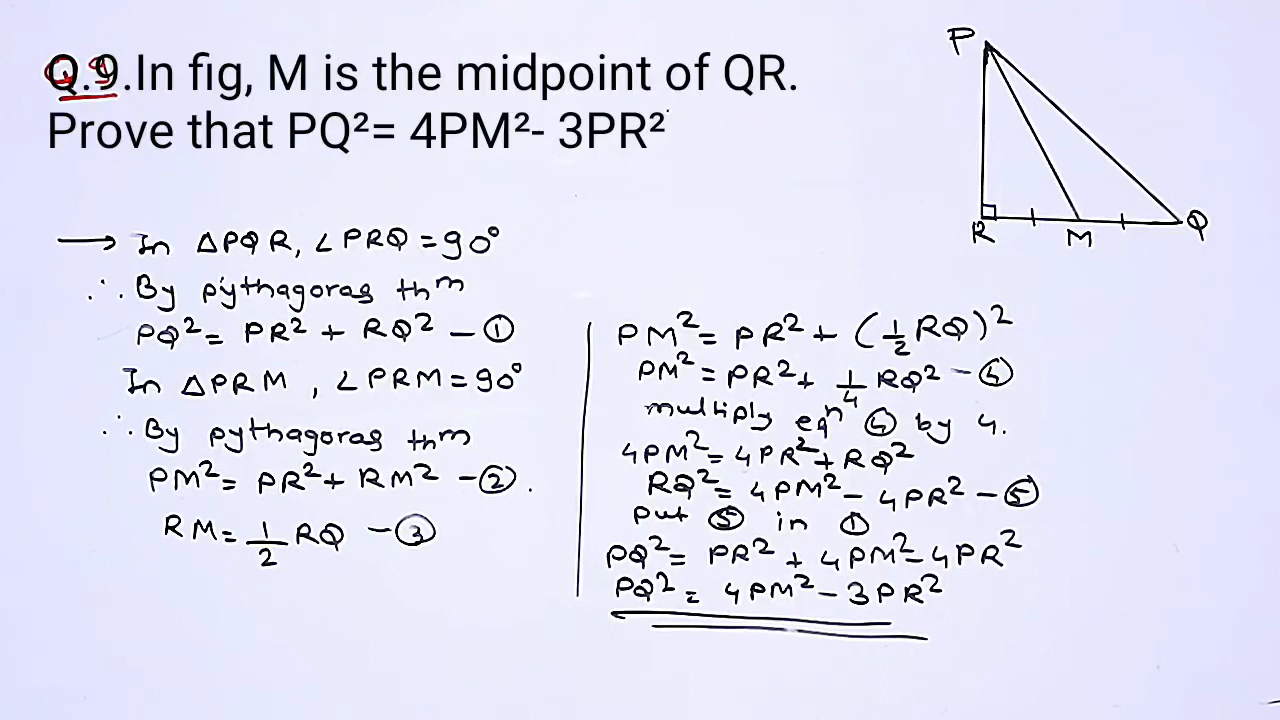 Q.9.In fig, M is the midpoint of QR.
Prove that PQ²= 4PM²- 3PR²
P
R
M
Q
→ In △PQR, ∠PRQ = 90°
∴ By pythagoras thm
PQ² = PR² + RQ² — ①
In △PRM, ∠PRM = 90°
∴ By pythagoras thm
PM² = PR² + RM² — ②.
RM = 1/2 RQ — ③
PM² = PR² + (1/2 RQ)²
PM² = PR² + 1/4 RQ² — ④
multiply eqn ④ by 4.
4PM² = 4PR² + RQ²
RQ² = 4PM² – 4PR² — ⑤
put ⑤ in ①
PQ² = PR² + 4PM² – 4PR²
PQ² = 4PM² – 3PR²